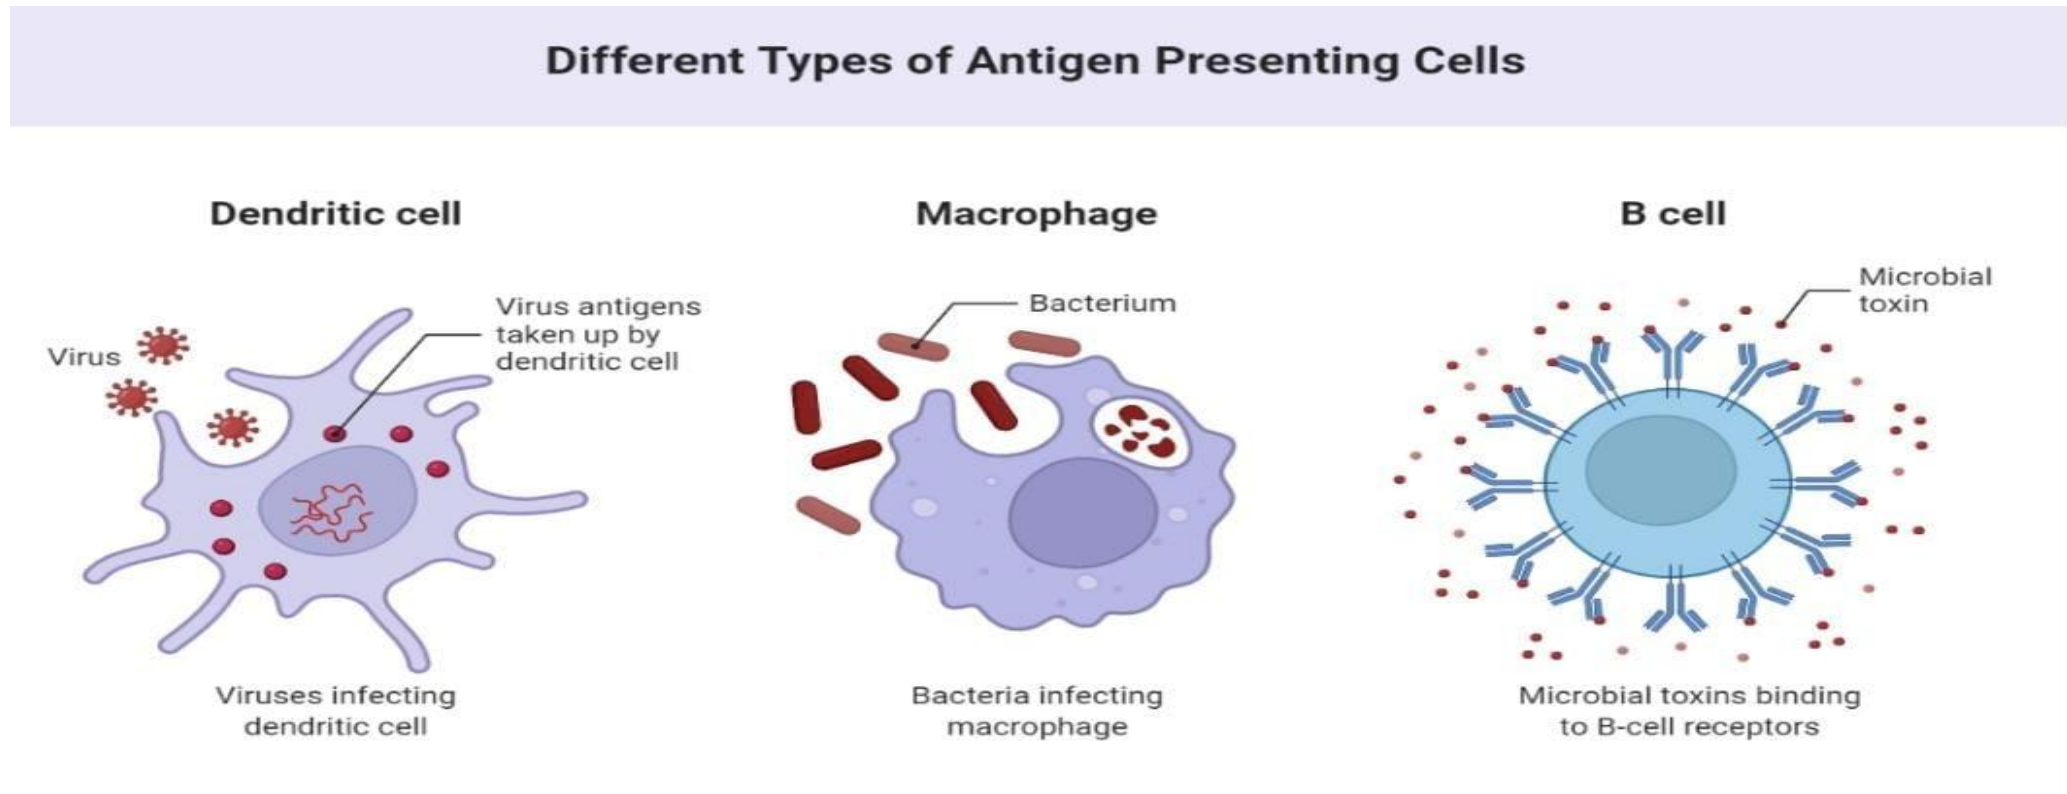 Different Types of Antigen Presenting Cells
Dendritic cell
Virus
Virus antigens
taken up by
dendritic cell
Viruses infecting
dendritic cell
Macrophage
Bacterium
Bacteria infecting
macrophage
B cell
Microbial
toxin
Microbial toxins binding
to B-cell receptors